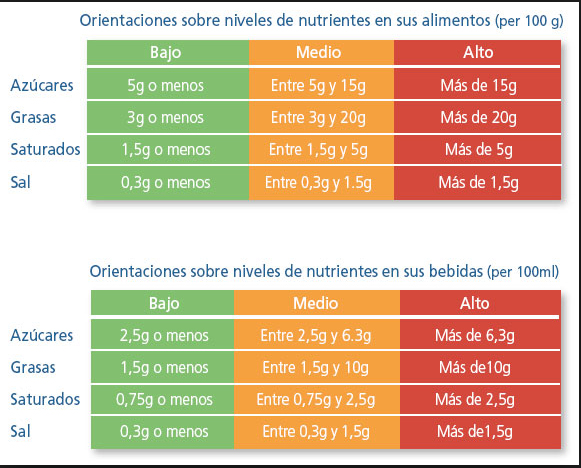 Orientaciones sobre niveles de nutrientes en sus alimentos (per 100 g)
Bajo Medio Alto
Azúcares 5g o menos Entre 5g y 15g Más de 15g
Grasas 3g o menos Entre 3g y 20g Más de 20g
Saturados 1,5g o menos Entre 1,5g y 5g Más de 5g
Sal 0,3g o menos Entre 0,3g y 1.5g Más de 1,5g
Orientaciones sobre niveles de nutrientes en sus bebidas (per 100ml)
Bajo Medio Alto
Azúcares 2,5g o menos Entre 2,5g y 6.3g Más de 6,3g
Grasas 1,5g o menos Entre 1,5g y 10g Más de10g
Saturados 0,75g o menos Entre 0,75g y 2,5g Más de 2,5g
Sal 0,3g o menos Entre 0,3g y 1,5g Más de1,5g